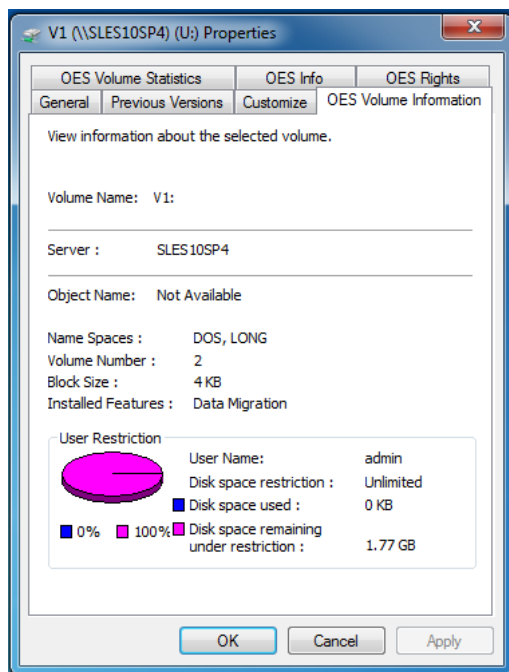 V1 (\\SLES10SP4) (U:) Properties
OES Volume Statistics OES Info OES Rights
General Previous Versions Customize OES Volume Information
View information about the selected volume.
Volume Name: V1:
Server : SLES10SP4
Object Name: Not Available
Name Spaces : DOS, LONG
Volume Number : 2
Block Size : 4 KB
Installed Features : Data Migration
User Restriction
User Name: admin
Disk space restriction : Unlimited
Disk space used : 0 KB
0% 100% Disk space remaining
under restriction : 1.77 GB
OK Cancel Apply